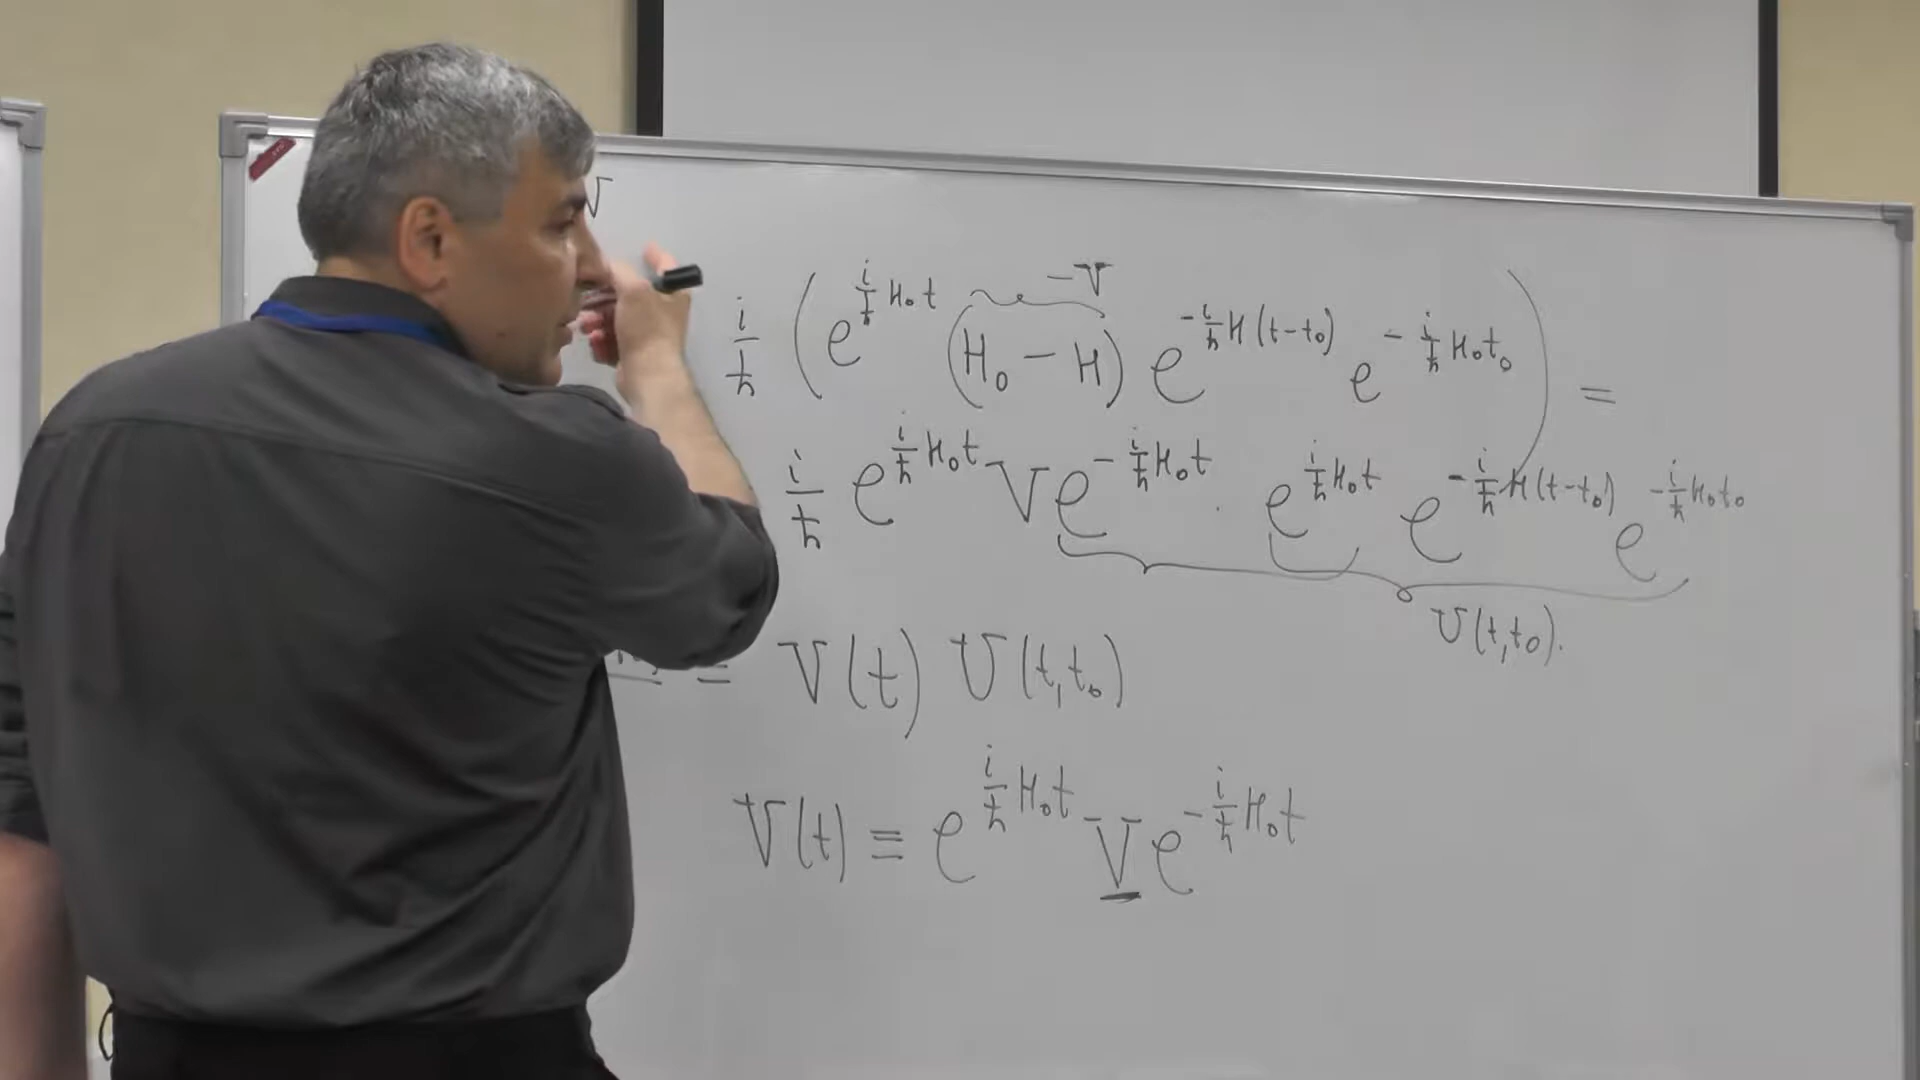 V
-V
i/ħ ( e^{i/ħ H₀t} (H₀ - H) e^{-i/ħ H(t-t₀)} e^{-i/ħ H₀t₀} ) =
i/ħ e^{i/ħ H₀t} V e^{-i/ħ H₀t} · e^{i/ħ H₀t} e^{-i/ħ H(t-t₀)} e^{-i/ħ H₀t₀}
U(t,t₀).
= V(t) U(t,t₀)
V(t) ≡ e^{i/ħ H₀t} V e^{-i/ħ H₀t}